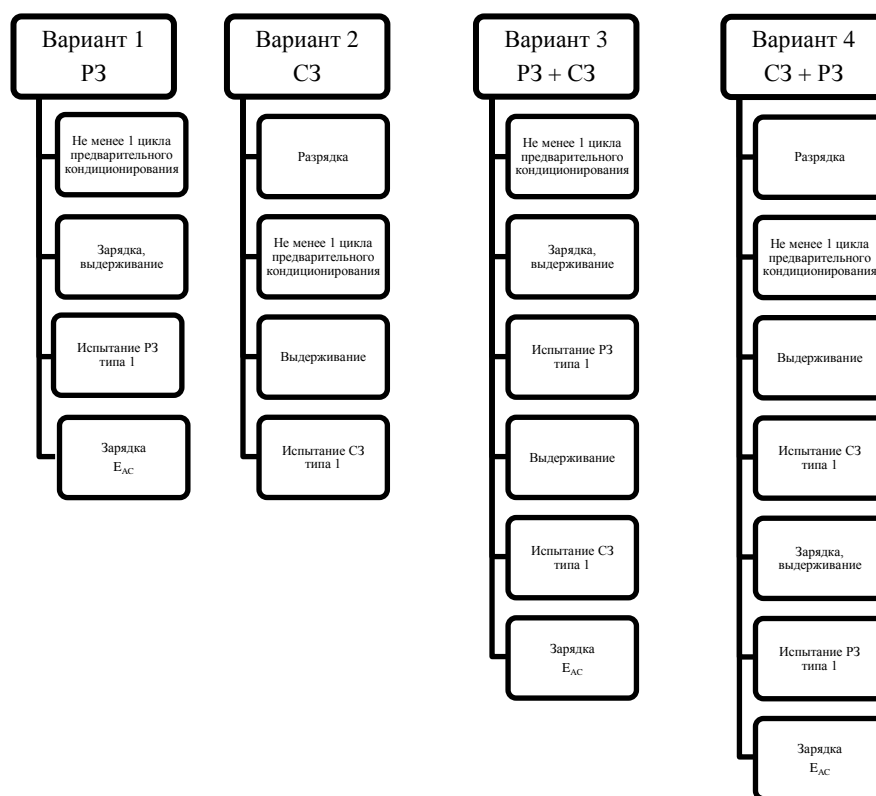 Вариант 1
РЗ
Не менее 1 цикла
предварительного
кондиционирования
Зарядка,
выдерживание
Испытание РЗ
типа 1
Зарядка
EAC
Вариант 2
СЗ
Разрядка
Не менее 1 цикла
предварительного
кондиционирования
Выдерживание
Испытание СЗ
типа 1
Вариант 3
РЗ + СЗ
Не менее 1 цикла
предварительного
кондиционирования
Зарядка,
выдерживание
Испытание РЗ
типа 1
Выдерживание
Испытание СЗ
типа 1
Зарядка
EAC
Вариант 4
СЗ + РЗ
Разрядка
Не менее 1 цикла
предварительного
кондиционирования
Выдерживание
Испытание СЗ
типа 1
Зарядка,
выдерживание
Испытание РЗ
типа 1
Зарядка
EAC